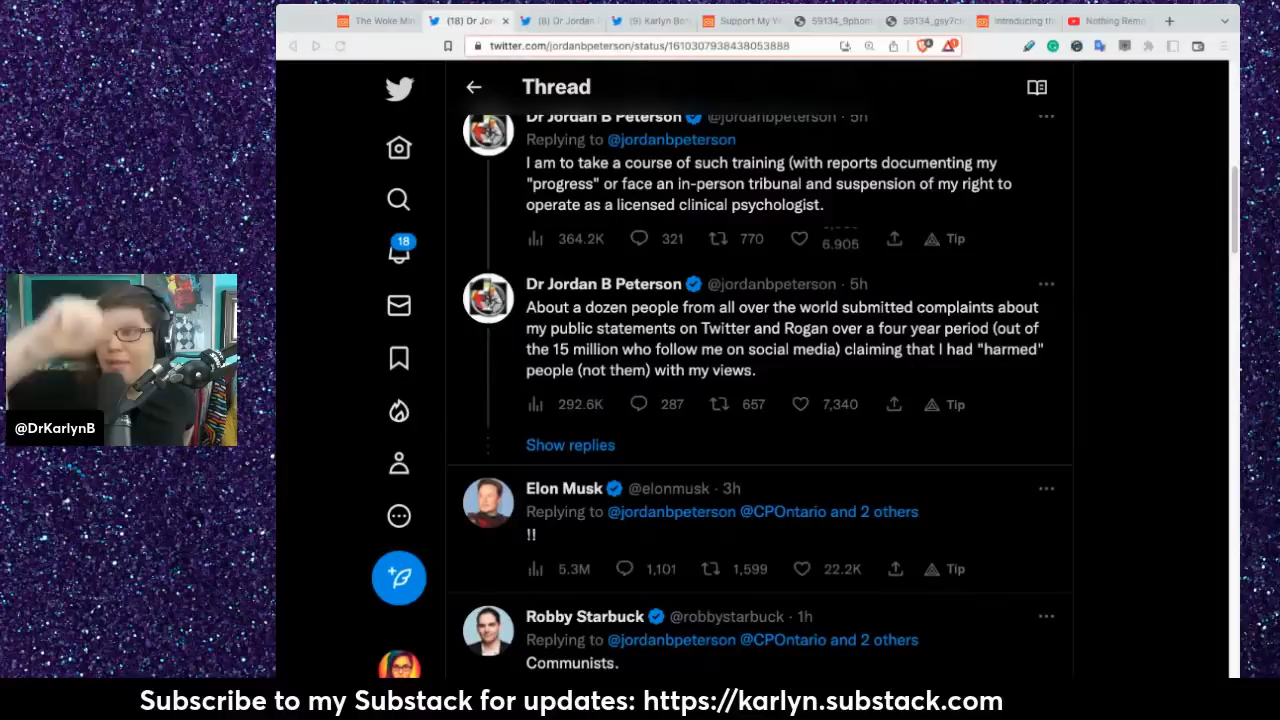 The Woke Min
(18) Dr Jor
(8) Dr Jordan
(9) Karlyn Bor
Support My W
59134_9pbom
59134_gsy7c
Introducing th
Nothing Rema
twitter.com/jordanbpeterson/status/1610307938438053888
Thread
Dr Jordan B Peterson @jordanbpeterson · 5h
Replying to @jordanbpeterson
I am to take a course of such training (with reports documenting my
"progress" or face an in-person tribunal and suspension of my right to
operate as a licensed clinical psychologist.
364.2K 321 770 6,905 Tip
18
Dr Jordan B Peterson @jordanbpeterson · 5h
About a dozen people from all over the world submitted complaints about
my public statements on Twitter and Rogan over a four year period (out of
the 15 million who follow me on social media) claiming that I had "harmed"
people (not them) with my views.
292.6K 287 657 7,340 Tip
@DrKarlynB
Show replies
Elon Musk @elonmusk · 3h
Replying to @jordanbpeterson @CPOntario and 2 others
!!
5.3M 1,101 1,599 22.2K Tip
Robby Starbuck @robbystarbuck · 1h
Replying to @jordanbpeterson @CPOntario and 2 others
Communists.
Subscribe to my Substack for updates: https://karlyn.substack.com